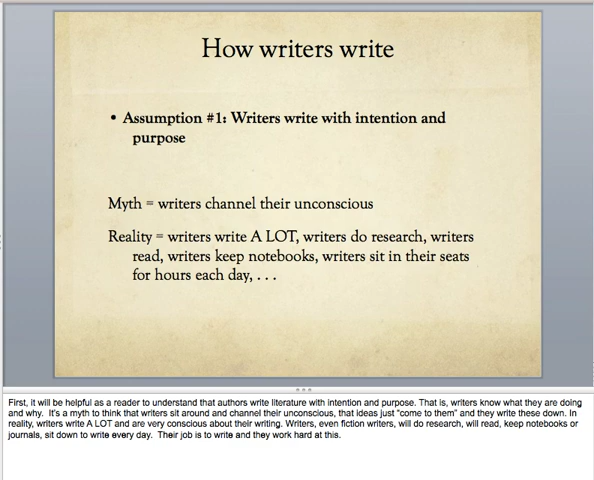 How writers write
• Assumption #1: Writers write with intention and
purpose
Myth = writers channel their unconscious
Reality = writers write A LOT, writers do research, writers
read, writers keep notebooks, writers sit in their seats
for hours each day, . . .
First, it will be helpful as a reader to understand that authors write literature with intention and purpose. That is, writers know what they are doing
and why.  It's a myth to think that writers sit around and channel their unconscious, that ideas just "come to them" and they write these down. In
reality, writers write A LOT and are very conscious about their writing. Writers, even fiction writers, will do research, will read, keep notebooks or
journals, sit down to write every day.  Their job is to write and they work hard at this.